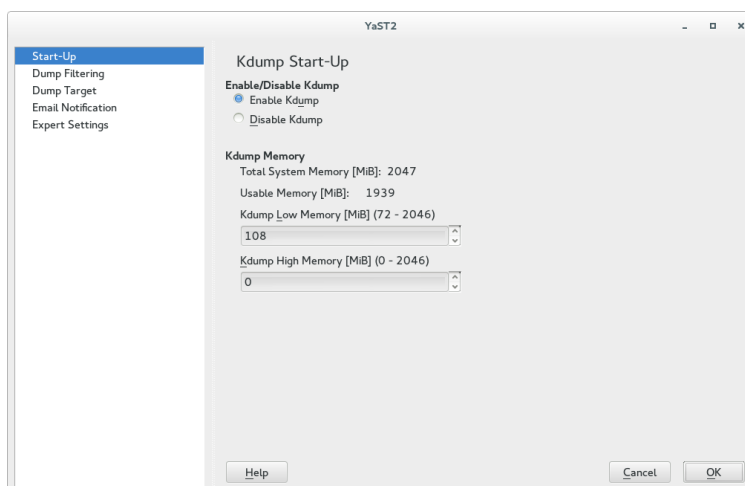 YaST2
Start-Up
Dump Filtering
Dump Target
Email Notification
Expert Settings
Kdump Start-Up
Enable/Disable Kdump
Enable Kdump
Disable Kdump
Kdump Memory
Total System Memory [MiB]: 2047
Usable Memory [MiB]: 1939
Kdump Low Memory [MiB] (72 - 2046)
108
Kdump High Memory [MiB] (0 - 2046)
0
Help
Cancel
OK